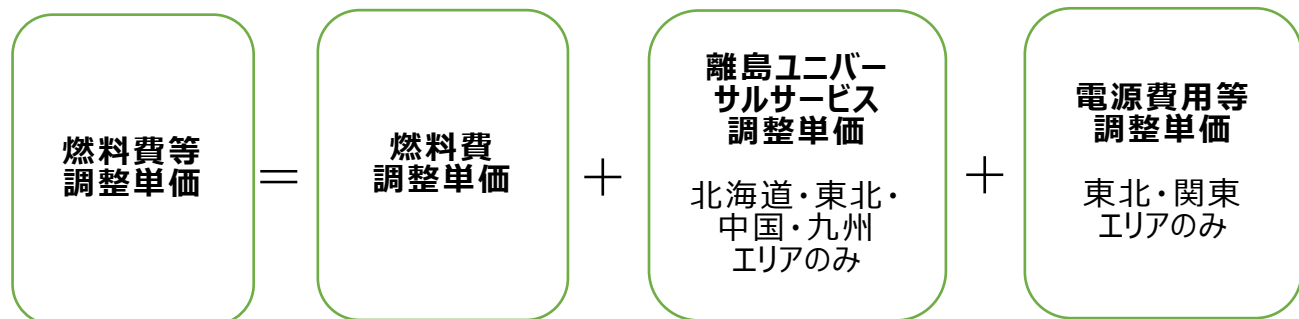 燃料費等
調整単価
=
燃料費
調整単価
+
離島ユニバー
サルサービス
調整単価
北海道・東北・
中国・九州
エリアのみ
+
電源費用等
調整単価
東北・関東
エリアのみ